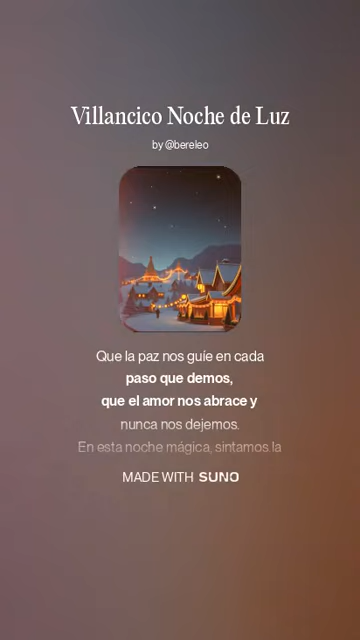 Villancico Noche de Luz
by @bereleo
Que la paz nos guíe en cada
paso que demos,
que el amor nos abrace y
nunca nos dejemos.
En esta noche mágica, sintamos la
MADE WITH SUNO